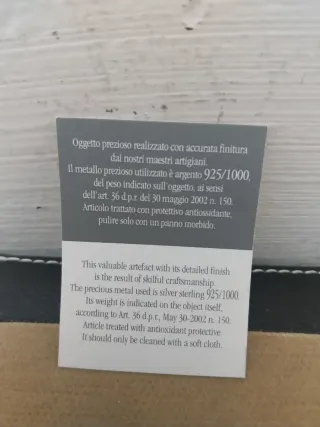 Oggetto prezioso realizzato con accurata finitura
dai nostri maestri artigiani.
Il metallo prezioso utilizzato è argento 925/1000,
del peso indicato sull'oggetto, ai sensi
dell'art. 36 d.p.r. del 30 maggio 2002 n. 150.
Articolo trattato con protettivo antiossidante,
pulire solo con un panno morbido.
This valuable artefact with its detailed finish
is the result of skilful craftsmanship.
The precious metal used is silver sterling 925/1000.
Its weight is indicated on the object itself,
according to Art. 36 d.p.r., May 30-2002 n. 150.
Article treated with antioxidant protective.
It should only be cleaned with a soft cloth.